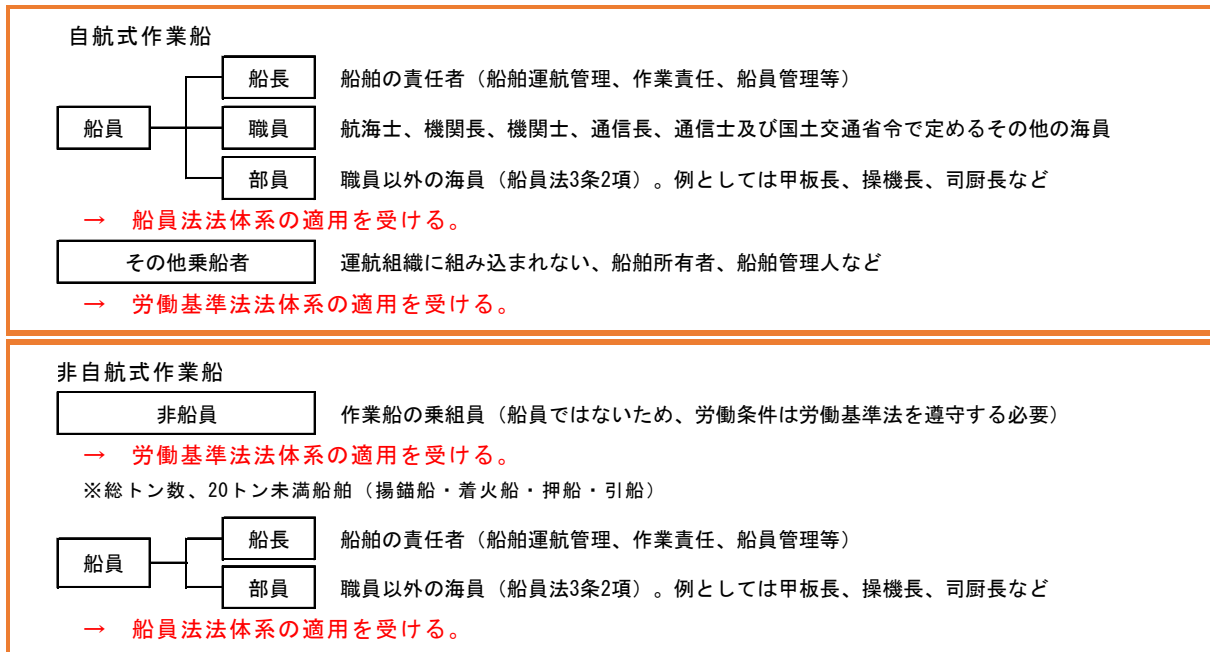 自航式作業船
船長 船舶の責任者（船舶運航管理、作業責任、船員管理等）
船員 職員 航海士、機関長、機関士、通信長、通信士及び国土交通省令で定めるその他の海員
部員 職員以外の海員（船員法3条2項）。例としては甲板長、操機長、司厨長など
→ 船員法法体系の適用を受ける。
その他乗船者 運航組織に組み込まれない、船舶所有者、船舶管理人など
→ 労働基準法法体系の適用を受ける。
非自航式作業船
非船員 作業船の乗組員（船員ではないため、労働条件は労働基準法を遵守する必要）
→ 労働基準法法体系の適用を受ける。
※総トン数、20トン未満船舶（揚錨船・着火船・押船・引船）
船長 船舶の責任者（船舶運航管理、作業責任、船員管理等）
船員
部員 職員以外の海員（船員法3条2項）。例としては甲板長、操機長、司厨長など
→ 船員法法体系の適用を受ける。